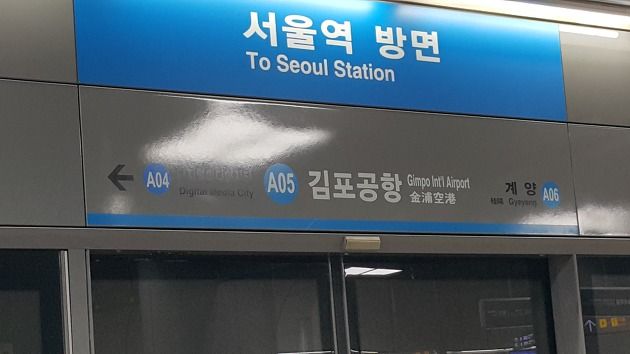 서울역 방면
To Seoul Station
A04
Digital Media City
A05 김포공항 Gimpo Int'l Airport
金浦空港
계양
Gyeyang A06